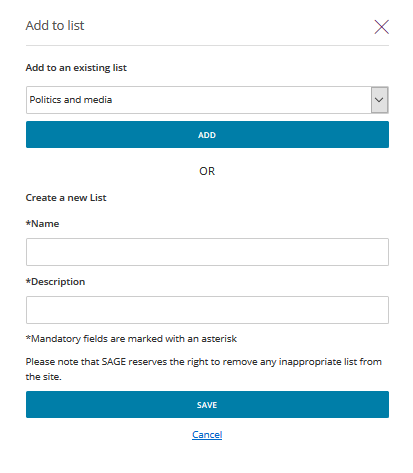 Add to list
Add to an existing list
Politics and media
ADD
OR
Create a new List
*Name
*Description
*Mandatory fields are marked with an asterisk
Please note that SAGE reserves the right to remove any inappropriate list from
the site.
SAVE
Cancel